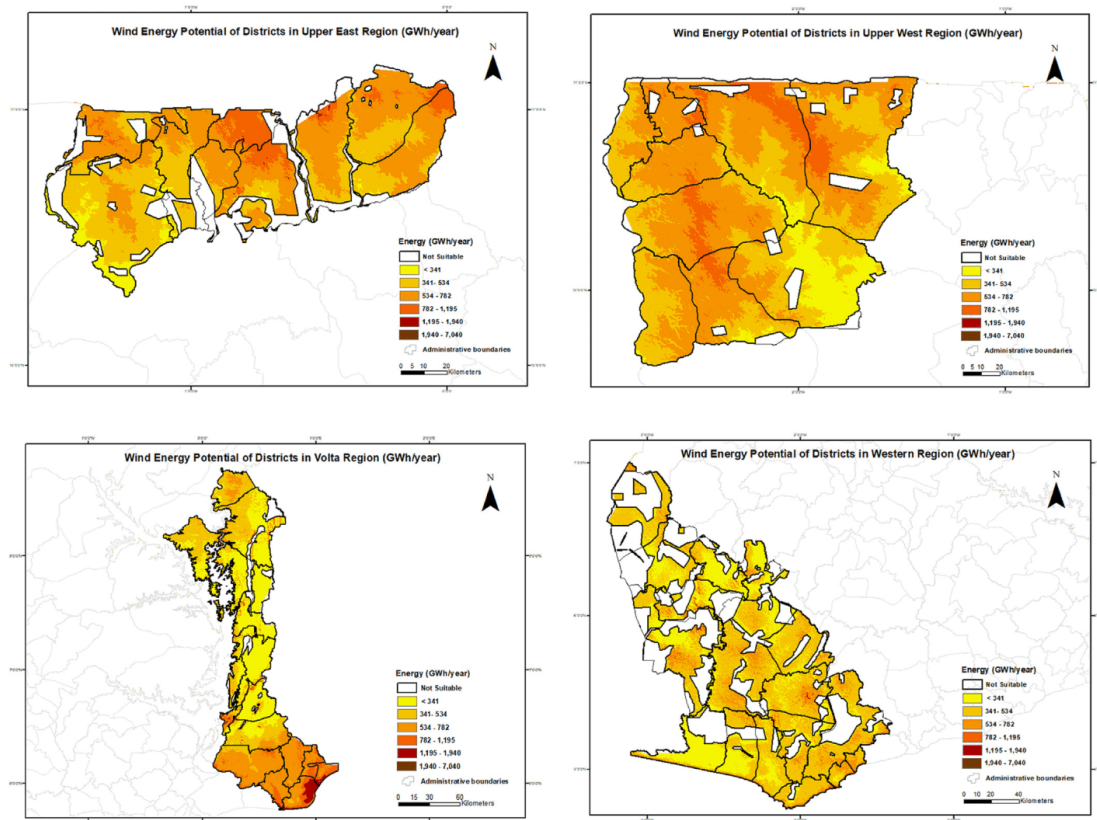 Wind Energy Potential of Districts in Upper East Region (GWh/year)
N
Energy (GWh/year)
Not Suitable
< 341
341- 534
534 - 782
782 - 1,195
1,195 - 1,940
1,940 - 7,040
Administrative boundaries
0 5 10 20
Kilometers
Wind Energy Potential of Districts in Upper West Region (GWh/year)
N
Energy (GWh/year)
Not Suitable
< 341
341- 534
534 - 782
782 - 1,195
1,195 - 1,940
1,940 - 7,040
Administrative boundaries
0 5 10 20
Kilometers
Wind Energy Potential of Districts in Volta Region (GWh/year)
N
Energy (GWh/year)
Not Suitable
< 341
341- 534
534 - 782
782 - 1,195
1,195 - 1,940
1,940 - 7,040
Administrative boundaries
0 15 30 60
Kilometers
Wind Energy Potential of Districts in Western Region (GWh/year)
N
Energy (GWh/year)
Not Suitable
< 341
341- 534
534 - 782
782 - 1,195
1,195 - 1,940
1,940 - 7,040
Administrative boundaries
0 10 20 40
Kilometers